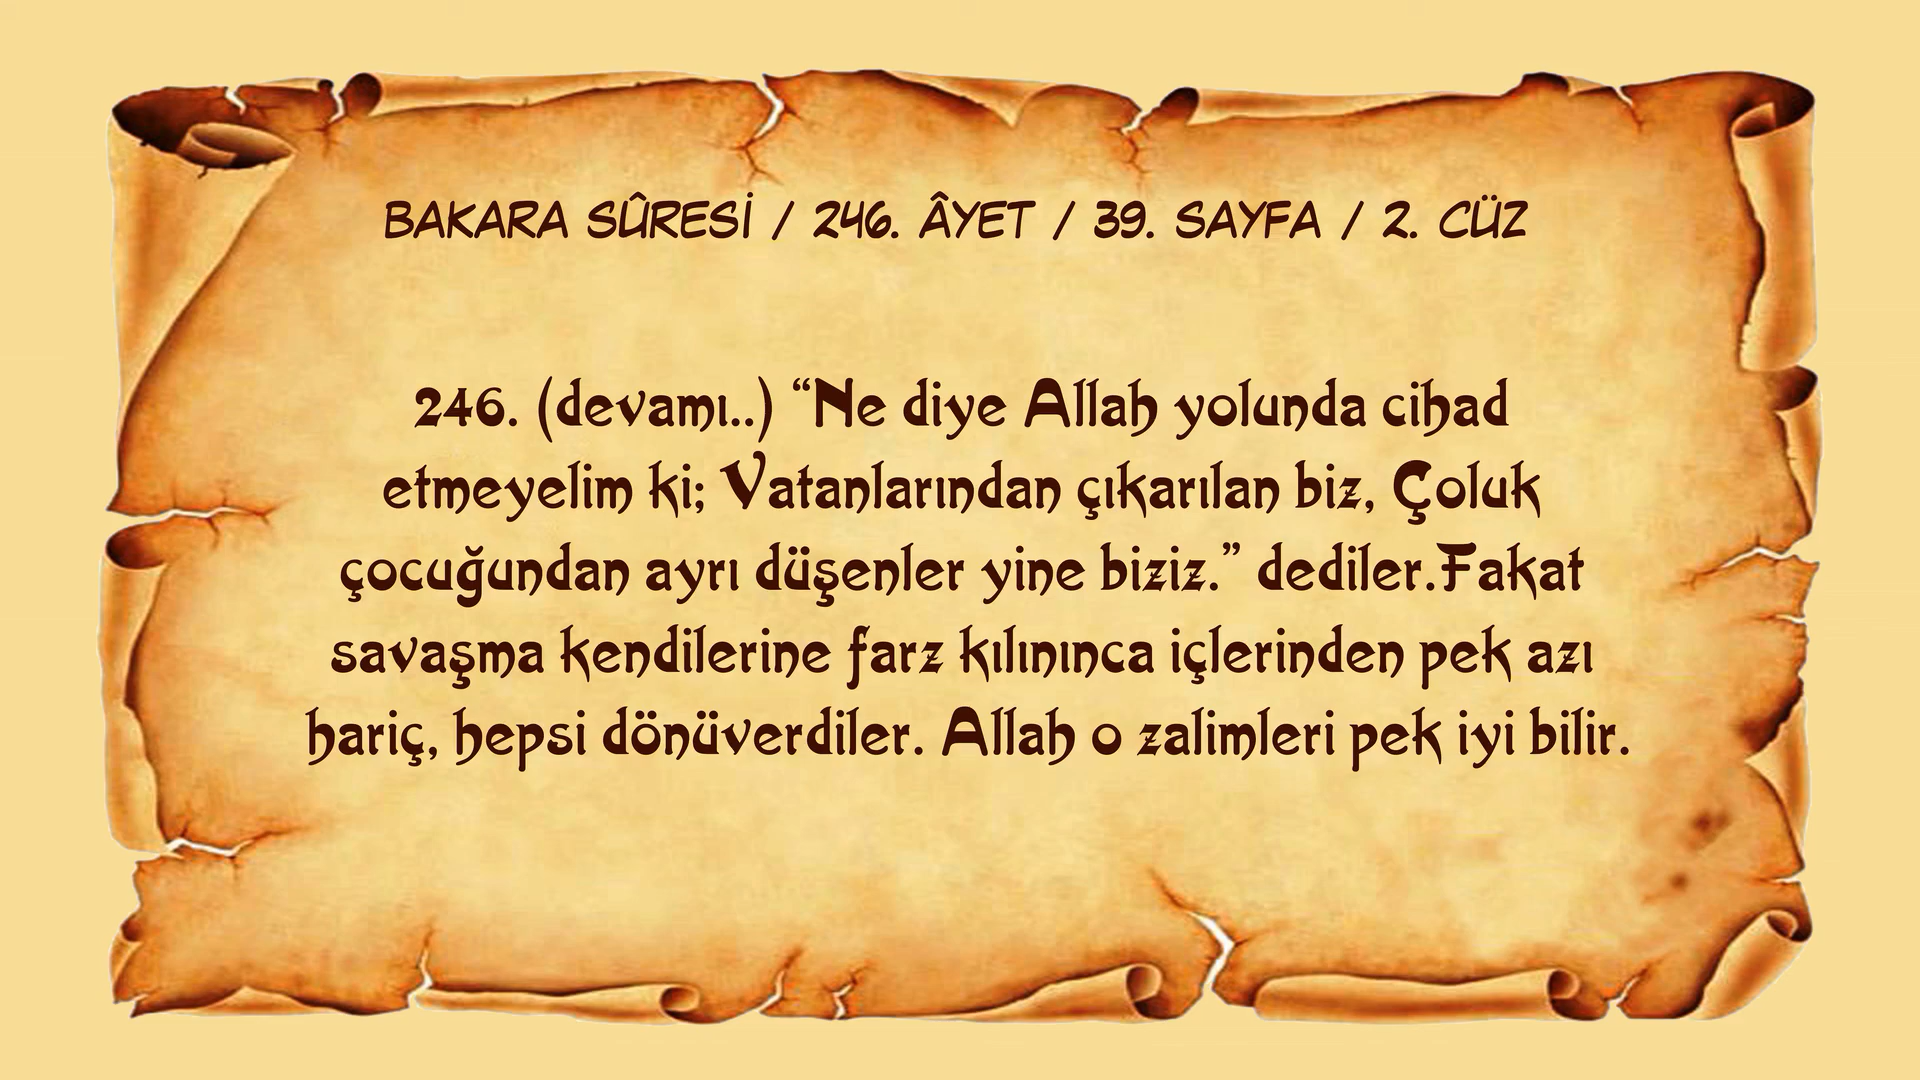 BAKARA SÛRESİ / 246. ÂYET / 39. SAYFA / 2. CÜZ
246. (devamı..) “Ne diye Allah yolunda cihad
etmeyelim ki; Vatanlarından çıkarılan biz, Çoluk
çocuğundan ayrı düşenler yine biziz.” dediler.Fakat
savaşma kendilerine farz kılınınca içlerinden pek azı
hariç, hepsi dönüverdiler. Allah o zalimleri pek iyi bilir.